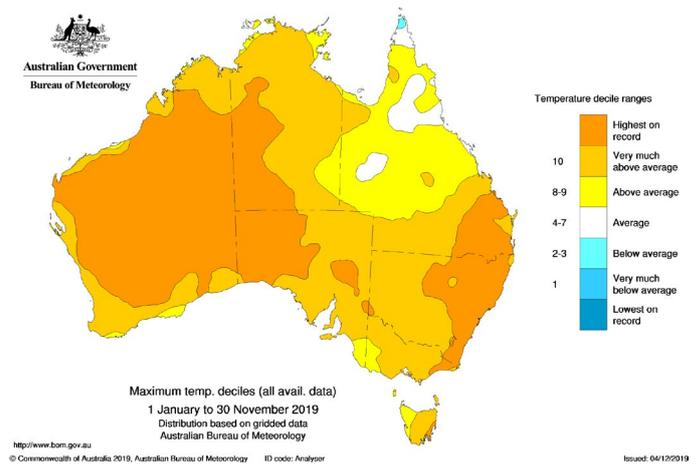 Australian Government
Bureau of Meteorology
Temperature decile ranges
Highest on
record
10
Very much
above average
8-9
Above average
4-7
Average
2-3
Below average
1
Very much
below average
Lowest on
record
Maximum temp. deciles (all avail. data)
1 January to 30 November 2019
Distribution based on gridded data
Australian Bureau of Meteorology
http://www.bom.gov.au
© Commonwealth of Australia 2019, Australian Bureau of Meteorology
ID code: Analyser
Issued: 04/12/2019